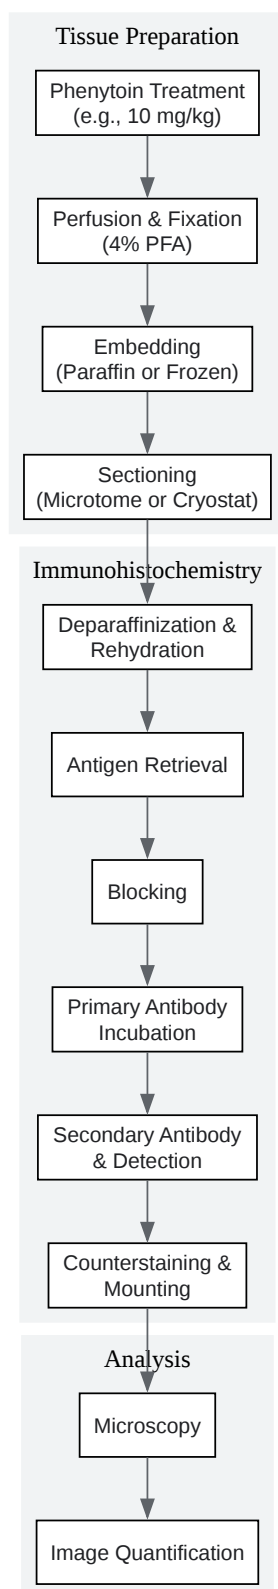 Tissue Preparation
Phenytoin Treatment
(e.g., 10 mg/kg)
Perfusion & Fixation
(4% PFA)
Embedding
(Paraffin or Frozen)
Sectioning
(Microtome or Cryostat)
Immunohistochemistry
Deparaffinization &
Rehydration
Antigen Retrieval
Blocking
Primary Antibody
Incubation
Secondary Antibody
& Detection
Counterstaining &
Mounting
Analysis
Microscopy
Image Quantification